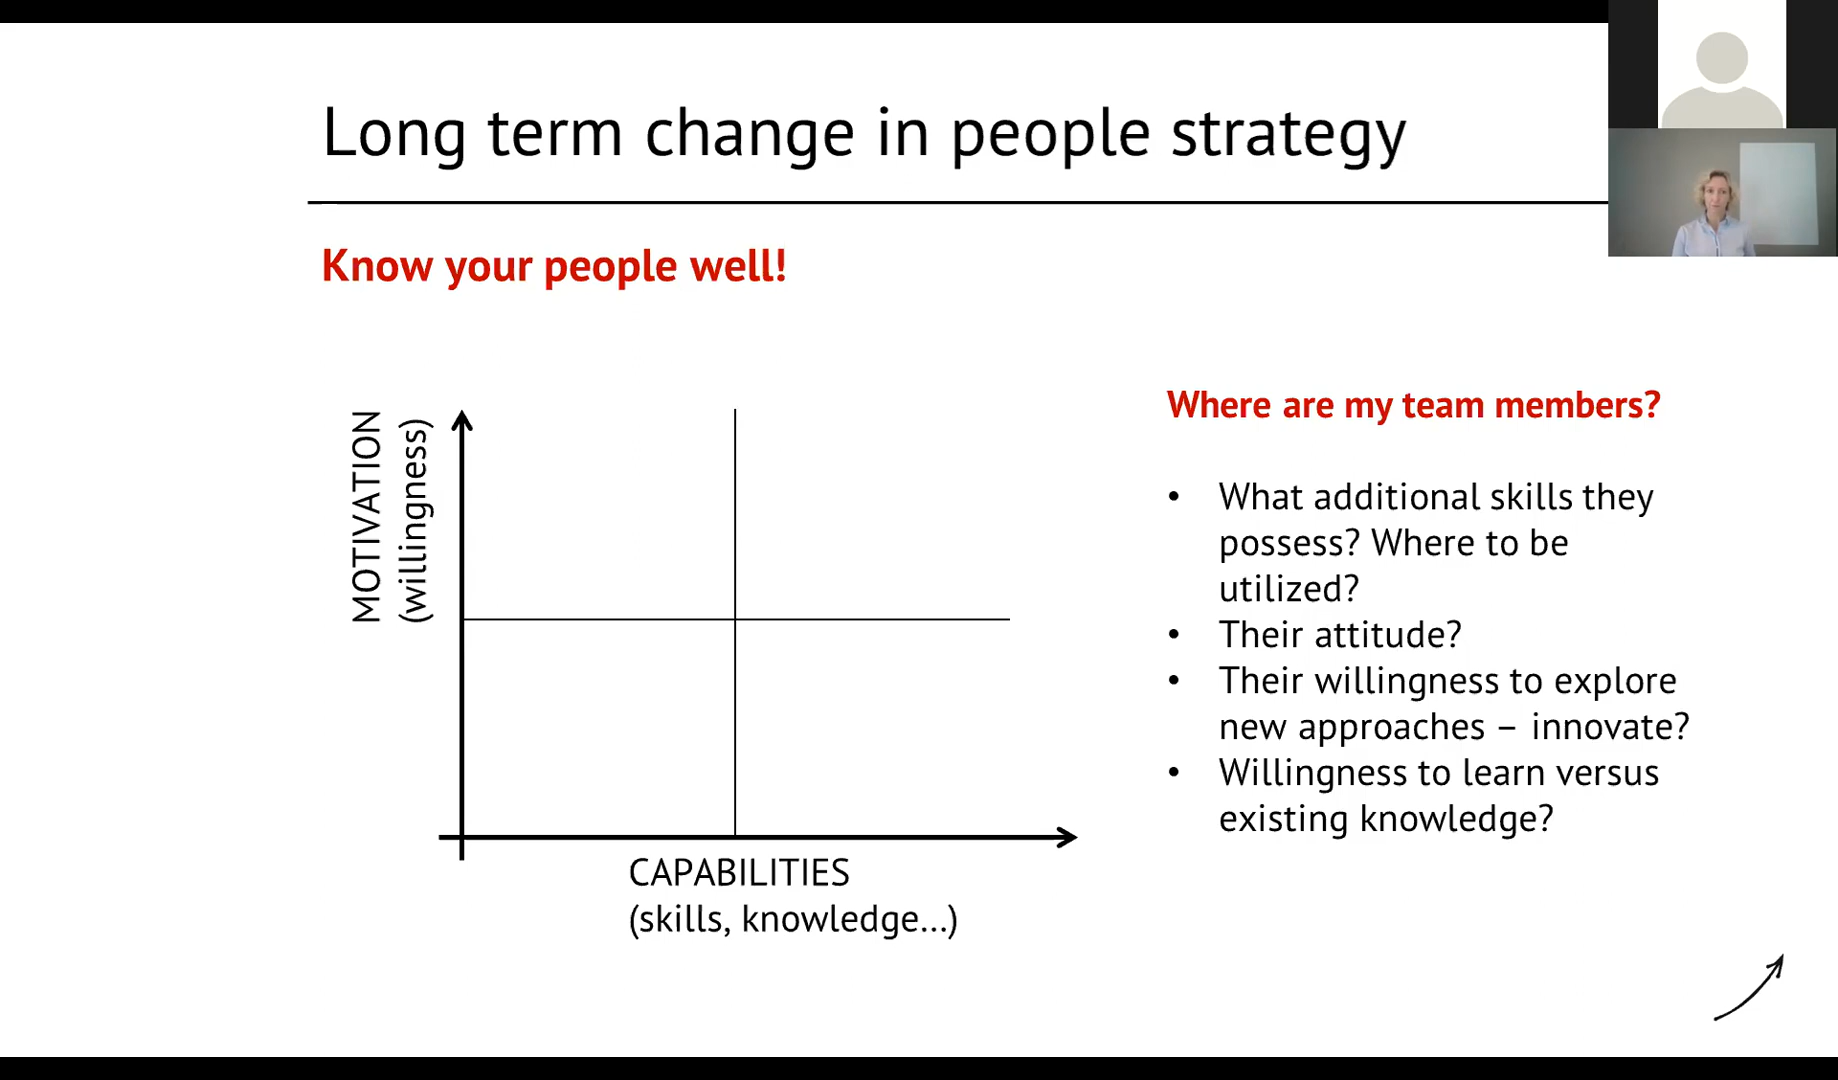 Long term change in people strategy
Know your people well!
MOTIVATION
(willingness)
CAPABILITIES
(skills, knowledge...)
Where are my team members?
• What additional skills they
possess? Where to be
utilized?
• Their attitude?
• Their willingness to explore
new approaches – innovate?
• Willingness to learn versus
existing knowledge?